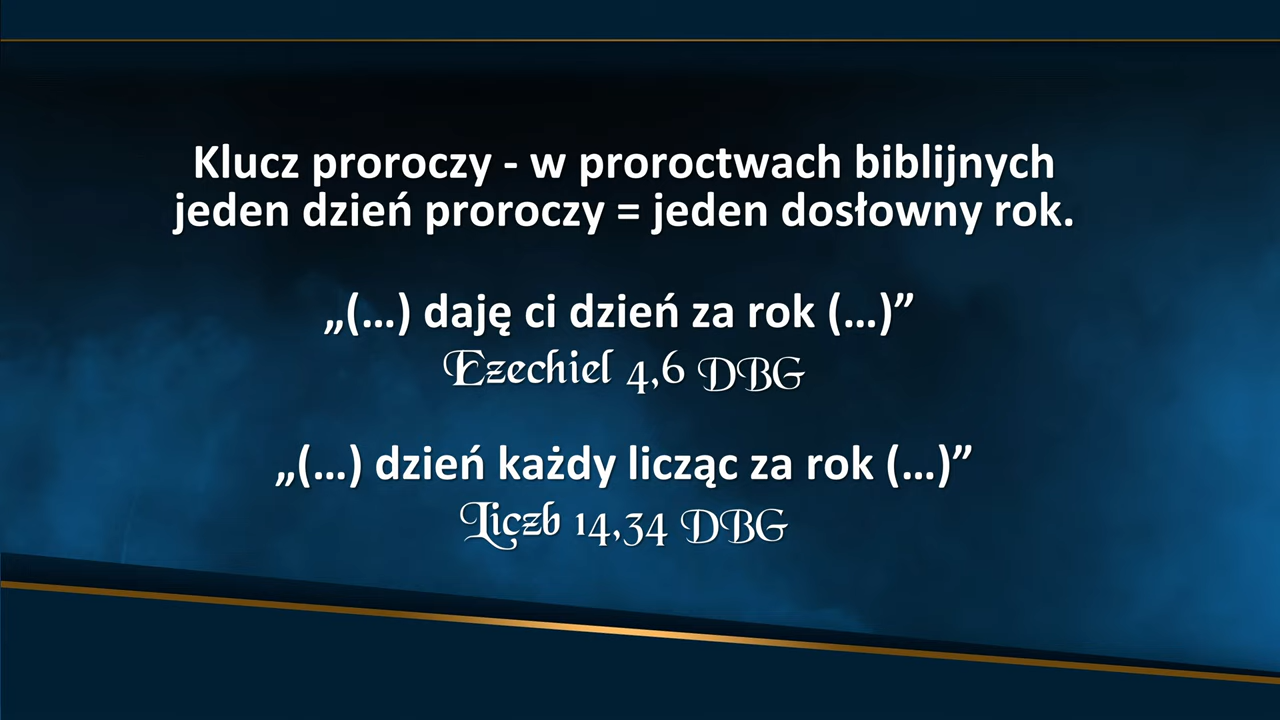 Klucz proroczy - w proroctwach biblijnych
jeden dzień proroczy = jeden dosłowny rok.
„(...) daję ci dzień za rok (...)”
Ezechiel 4,6 DBG
„(...) dzień każdy licząc za rok (...)”
Liczb 14,34 DBG